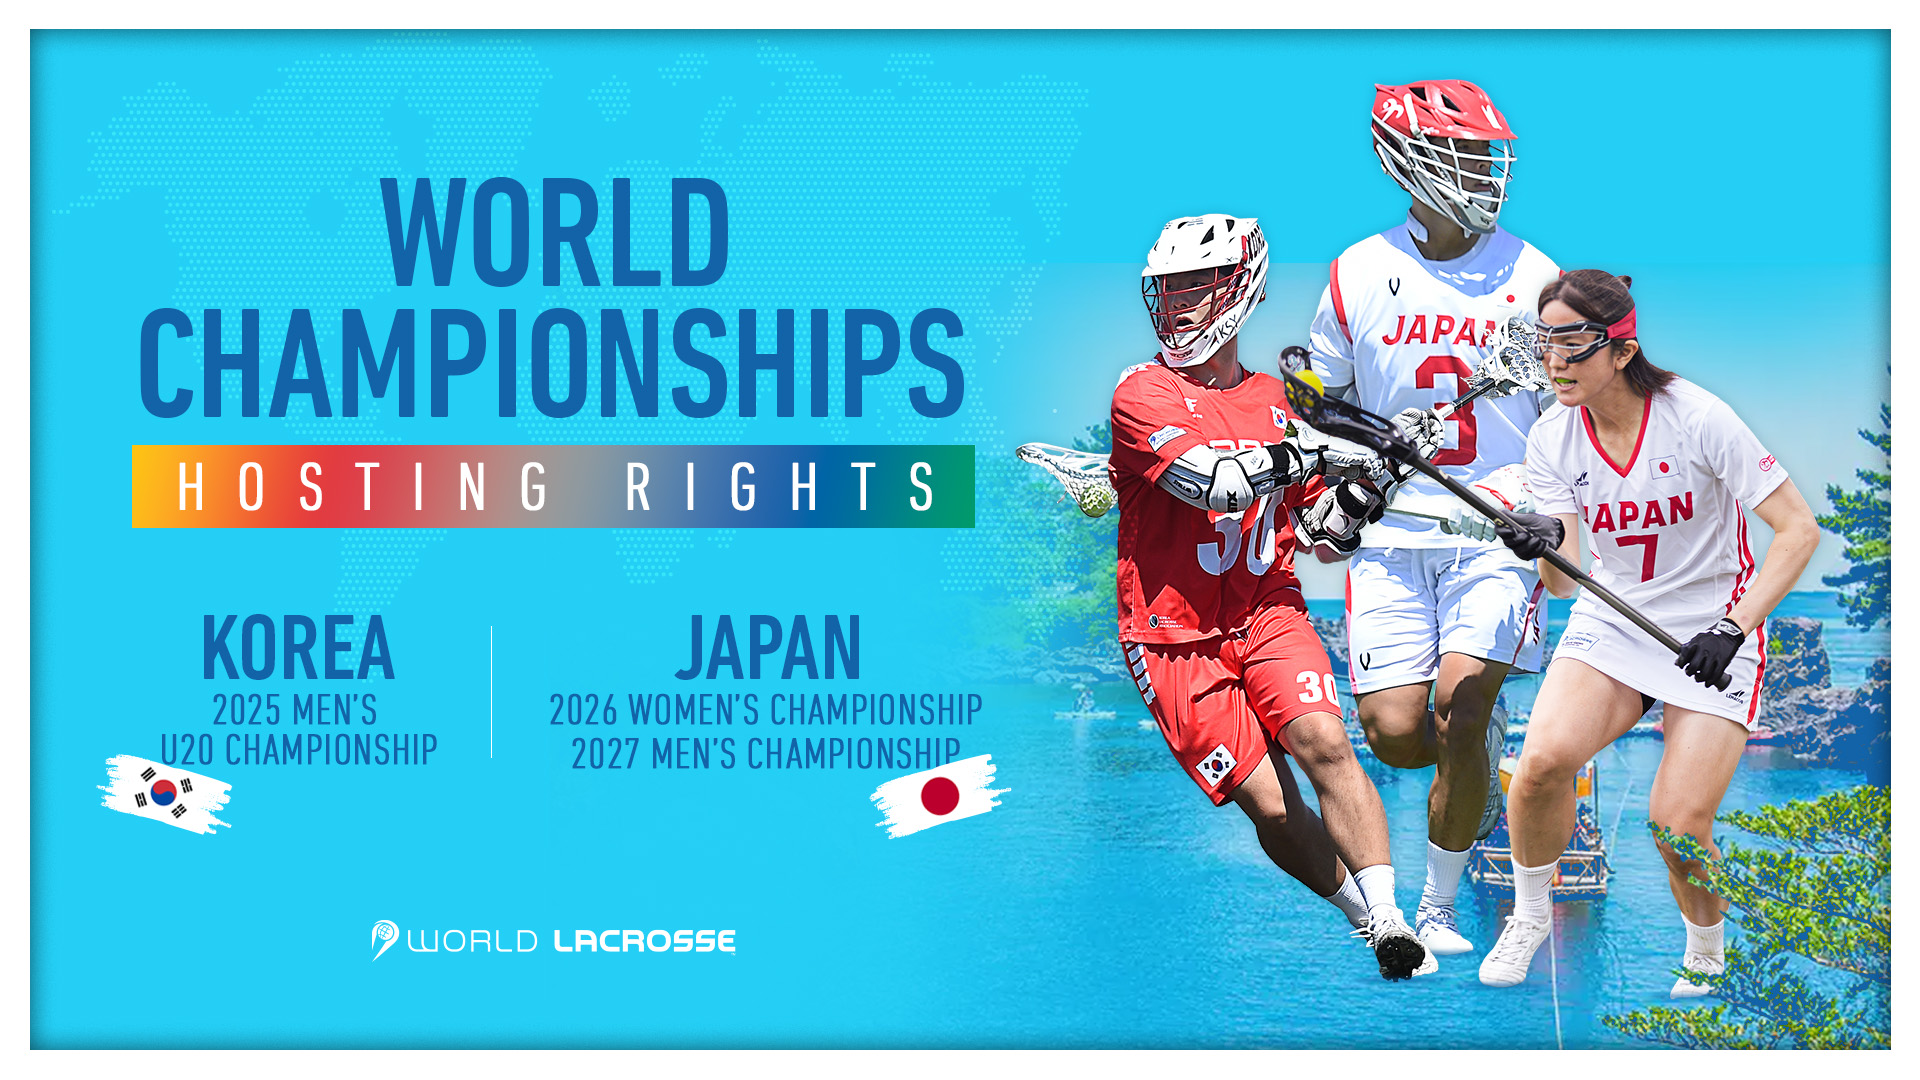 WORLD
CHAMPIONSHIPS
HOSTING RIGHTS
KOREA
2025 MEN'S
U20 CHAMPIONSHIP
JAPAN
2026 WOMEN'S CHAMPIONSHIP
2027 MEN'S CHAMPIONSHIP
WORLD LACROSSE
KSY
30
30
JAPAN
3
JAPAN
7